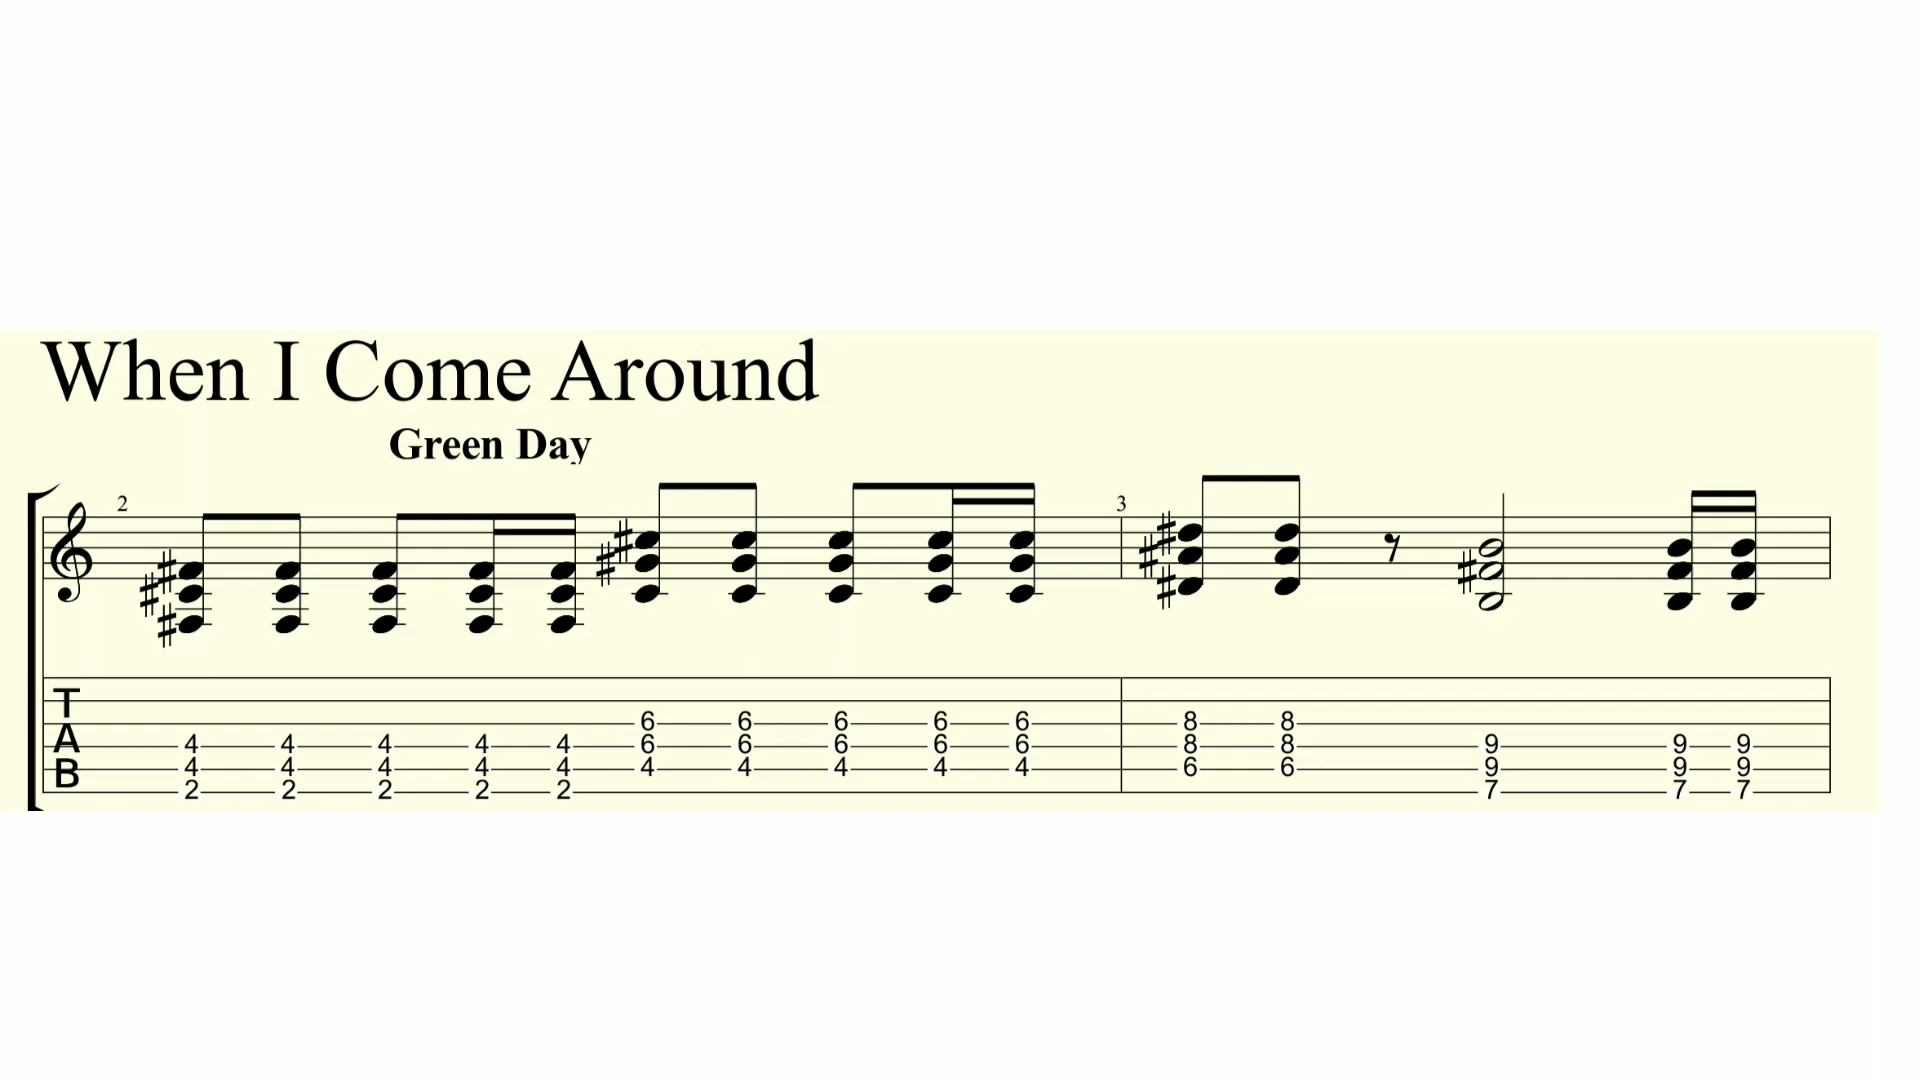 When I Come Around
Green Day
2 3
T 6 6 6 6 6 8 8
A 4 4 4 4 4 6 6 6 6 6 8 8 9 9 9
B 4 4 4 4 4 4 4 4 4 4 6 6 9 9 9
2 2 2 2 2 7 7 7